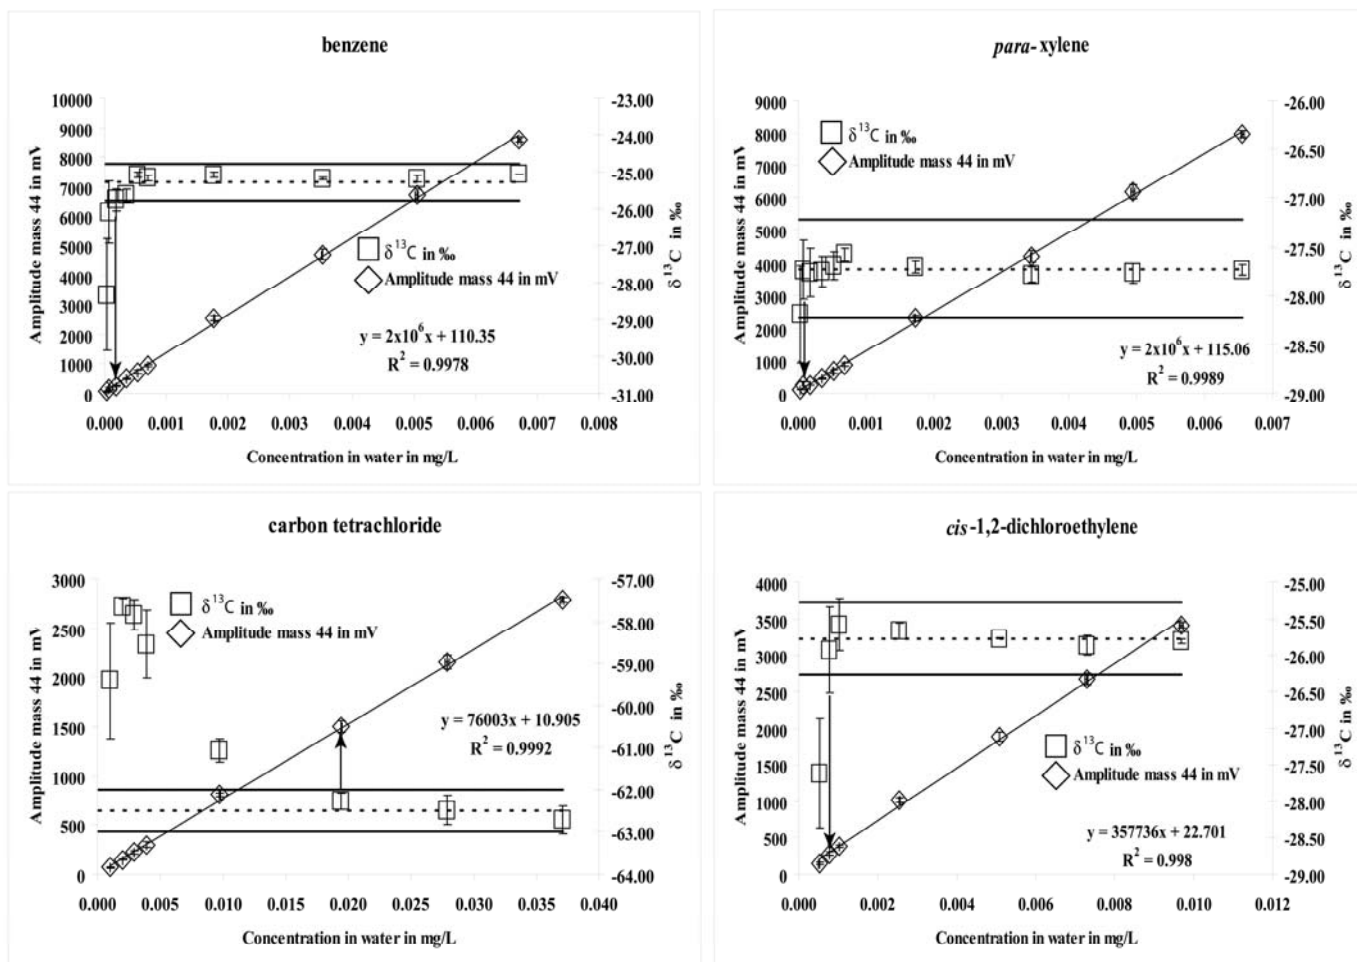 benzene
10000
9000
8000
7000
6000
5000
4000
3000
2000
1000
0
Amplitude mass 44 in mV
-23.00
-24.00
-25.00
-26.00
-27.00
-28.00
-29.00
-30.00
-31.00
δ13C in ‰
δ13C in ‰
Amplitude mass 44 in mV
y = 2x10^6x + 110.35
R² = 0.9978
0.000 0.001 0.002 0.003 0.004 0.005 0.006 0.007 0.008
Concentration in water in mg/L
para-xylene
9000
8000
7000
6000
5000
4000
3000
2000
1000
0
Amplitude mass 44 in mV
-26.00
-26.50
-27.00
-27.50
-28.00
-28.50
-29.00
δ13C in ‰
δ13C in ‰
Amplitude mass 44 in mV
y = 2x10^6x + 115.06
R² = 0.9989
0.000 0.001 0.002 0.003 0.004 0.005 0.006 0.007
Concentration in water in mg/L
carbon tetrachloride
3000
2500
2000
1500
1000
500
0
Amplitude mass 44 in mV
-57.00
-58.00
-59.00
-60.00
-61.00
-62.00
-63.00
-64.00
δ13C in ‰
δ13C in ‰
Amplitude mass 44 in mV
y = 76003x + 10.905
R² = 0.9992
0.000 0.005 0.010 0.015 0.020 0.025 0.030 0.035 0.040
Concentration in water in mg/L
cis-1,2-dichloroethylene
4000
3500
3000
2500
2000
1500
1000
500
0
Amplitude mass 44 in mV
-25.00
-25.50
-26.00
-26.50
-27.00
-27.50
-28.00
-28.50
-29.00
δ13C in ‰
δ13C in ‰
Amplitude mass 44 in mV
y = 357736x + 22.701
R² = 0.998
0.000 0.002 0.004 0.006 0.008 0.010 0.012
Concentration in water in mg/L